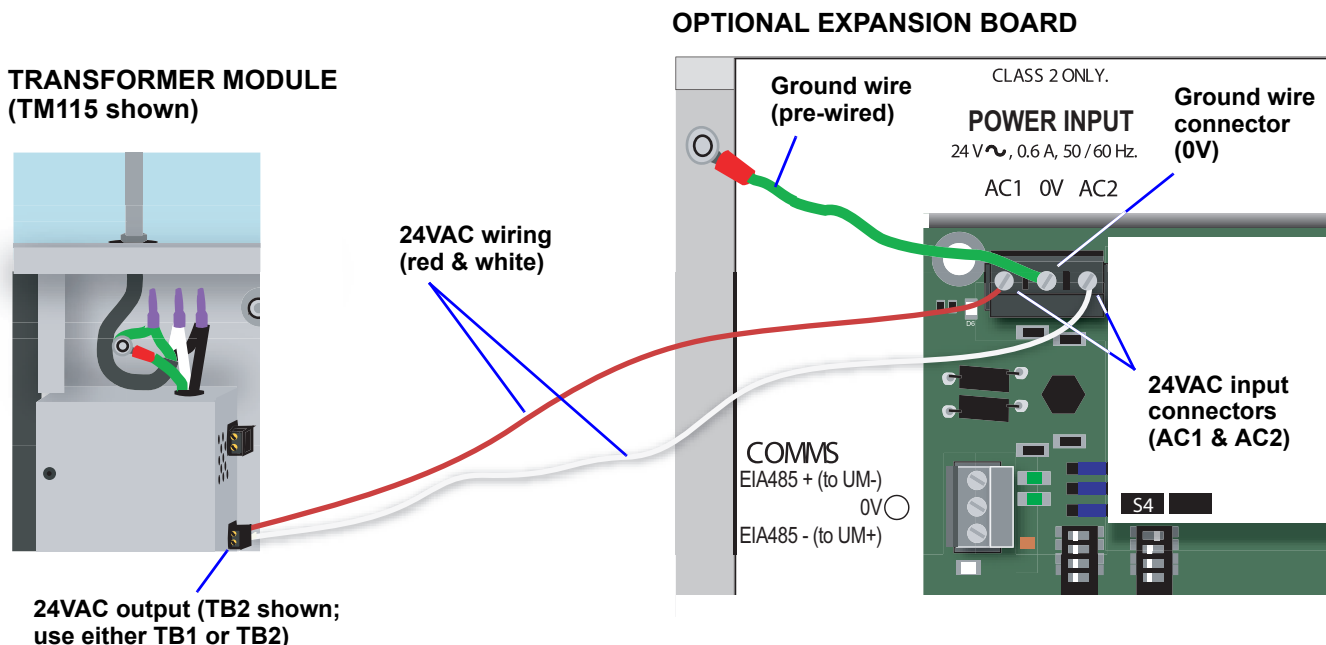 OPTIONAL EXPANSION BOARD
TRANSFORMER MODULE
(TM115 shown)
Ground wire
(pre-wired)
CLASS 2 ONLY.
POWER INPUT
24 V ~, 0.6 A, 50 / 60 Hz.
AC1 0V AC2
Ground wire
connector
(0V)
24VAC wiring
(red & white)
D6
24VAC input
connectors
(AC1 & AC2)
COMMS
EIA485 + (to UM-)
0V
EIA485 - (to UM+)
S4
24VAC output (TB2 shown;
use either TB1 or TB2)